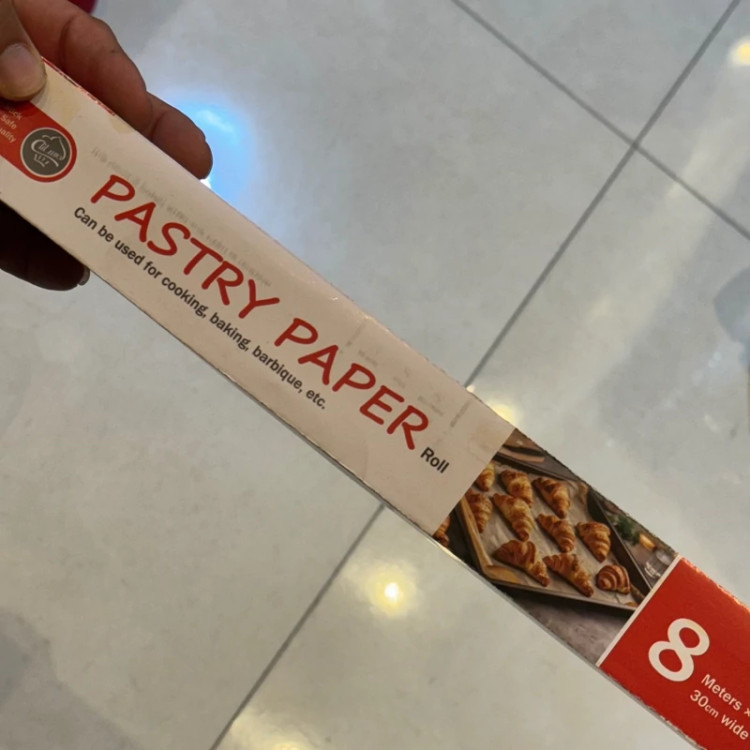 PASTRY PAPER
Roll
Can be used for cooking, baking, barbique, etc.
8
Meters x
30cm wide